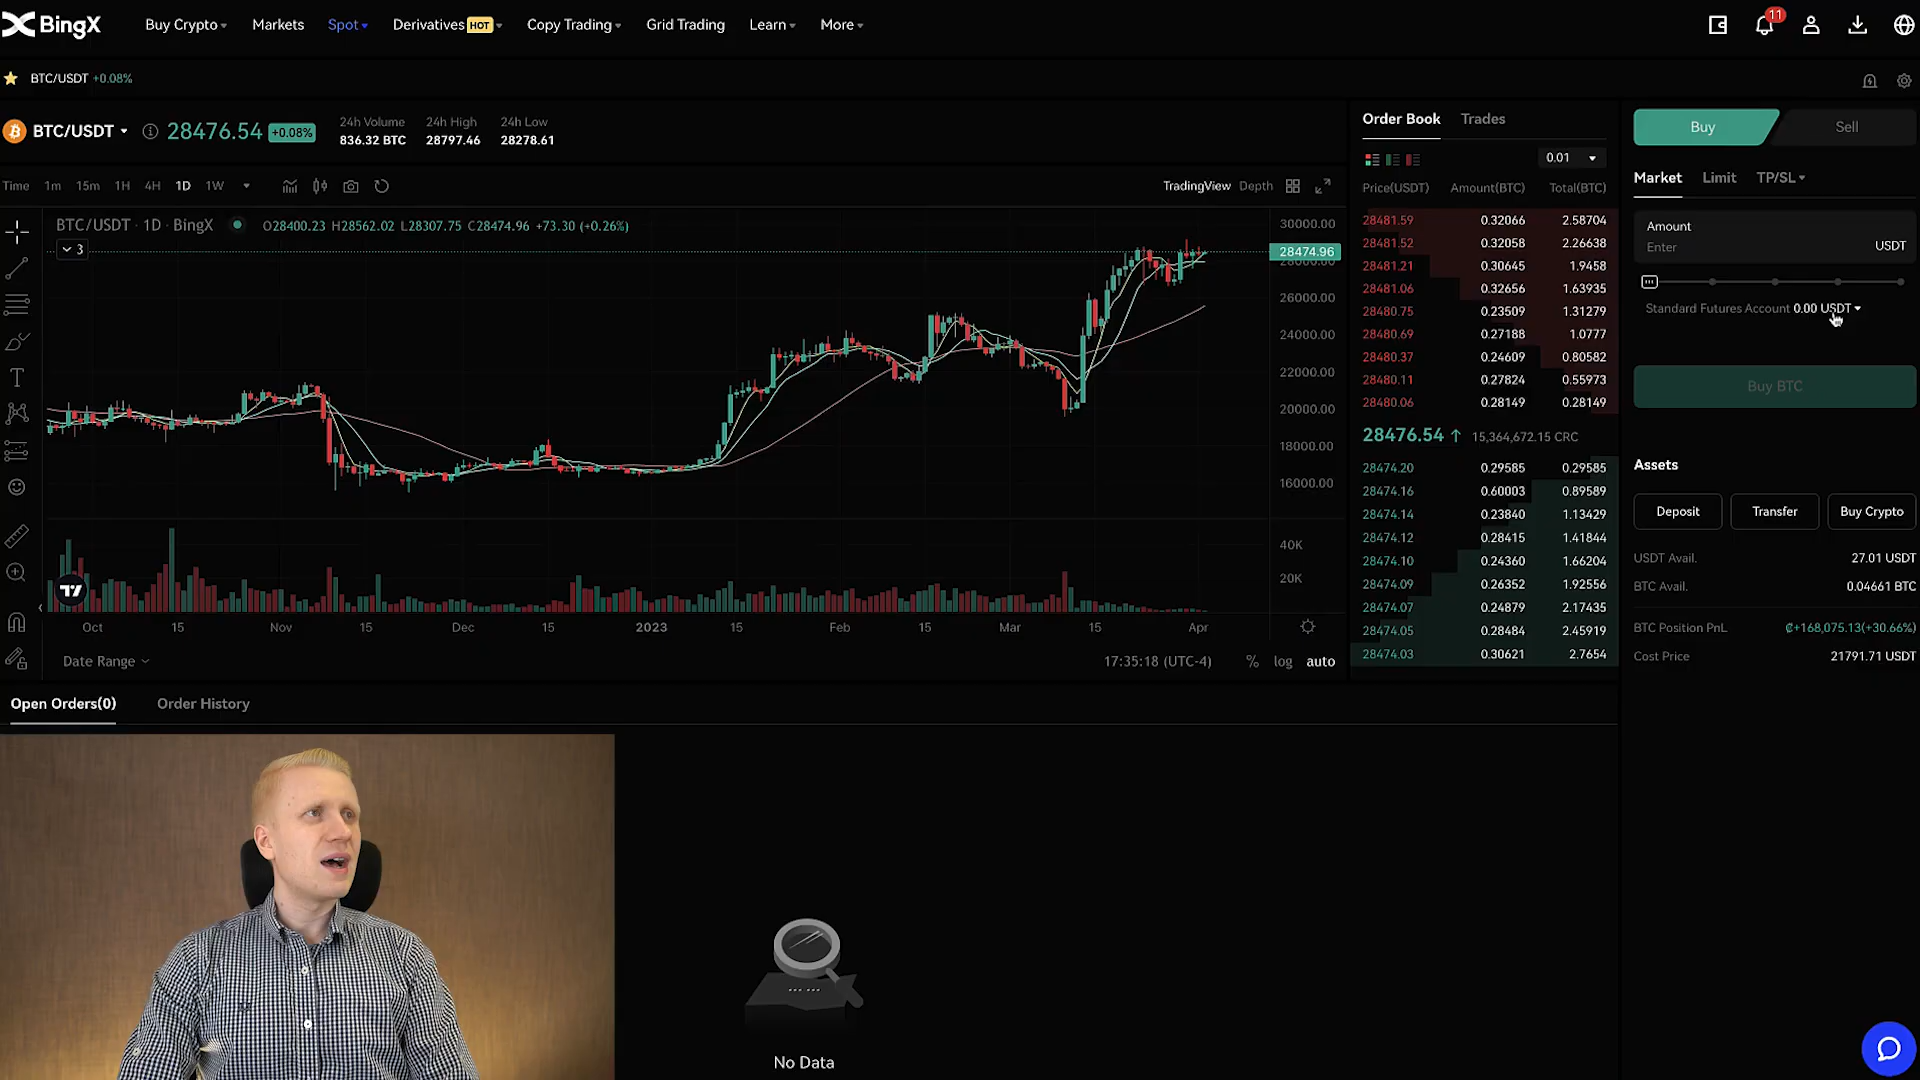 BingX
Buy Crypto Markets Spot Derivatives HOT Copy Trading Grid Trading Learn More
11
BTC/USDT +0.08%
BTC/USDT 28476.54 +0.08%
24h Volume 24h High 24h Low
836.32 BTC 28797.46 28278.61
Time 1m 15m 1H 4H 1D 1W
TradingView Depth
BTC/USDT · 1D · BingX O28400.23 H28562.02 L28307.75 C28474.96 +73.30 (+0.26%)
3
30000.00
28474.96
28000.00
26000.00
24000.00
22000.00
20000.00
18000.00
16000.00
40K
20K
Oct 15 Nov 15 Dec 15 2023 15 Feb 15 Mar 15 Apr
Date Range
17:35:18 (UTC-4) % log auto
Order Book Trades
0.01
Price(USDT) Amount(BTC) Total(BTC)
28481.59 0.32066 2.58704
28481.52 0.32058 2.26638
28481.21 0.30645 1.9458
28481.06 0.32656 1.63935
28480.75 0.23509 1.31279
28480.69 0.27188 1.0777
28480.37 0.24609 0.80582
28480.11 0.27824 0.55973
28480.06 0.28149 0.28149
28476.54 ↑ 15,364,672.15 CRC
28474.20 0.29585 0.29585
28474.16 0.60003 0.89589
28474.14 0.23840 1.13429
28474.12 0.28415 1.41844
28474.10 0.24360 1.66204
28474.09 0.26352 1.92556
28474.07 0.24879 2.17435
28474.05 0.28484 2.45919
28474.03 0.30621 2.7654
Buy Sell
Market Limit TP/SL
Amount
Enter USDT
Standard Futures Account 0.00 USDT
Buy BTC
Assets
Deposit Transfer Buy Crypto
USDT Avail. 27.01 USDT
BTC Avail. 0.04661 BTC
BTC Position PnL ₡+168,075.13(+30.66%)
Cost Price 21791.71 USDT
Open Orders(0) Order History
No Data